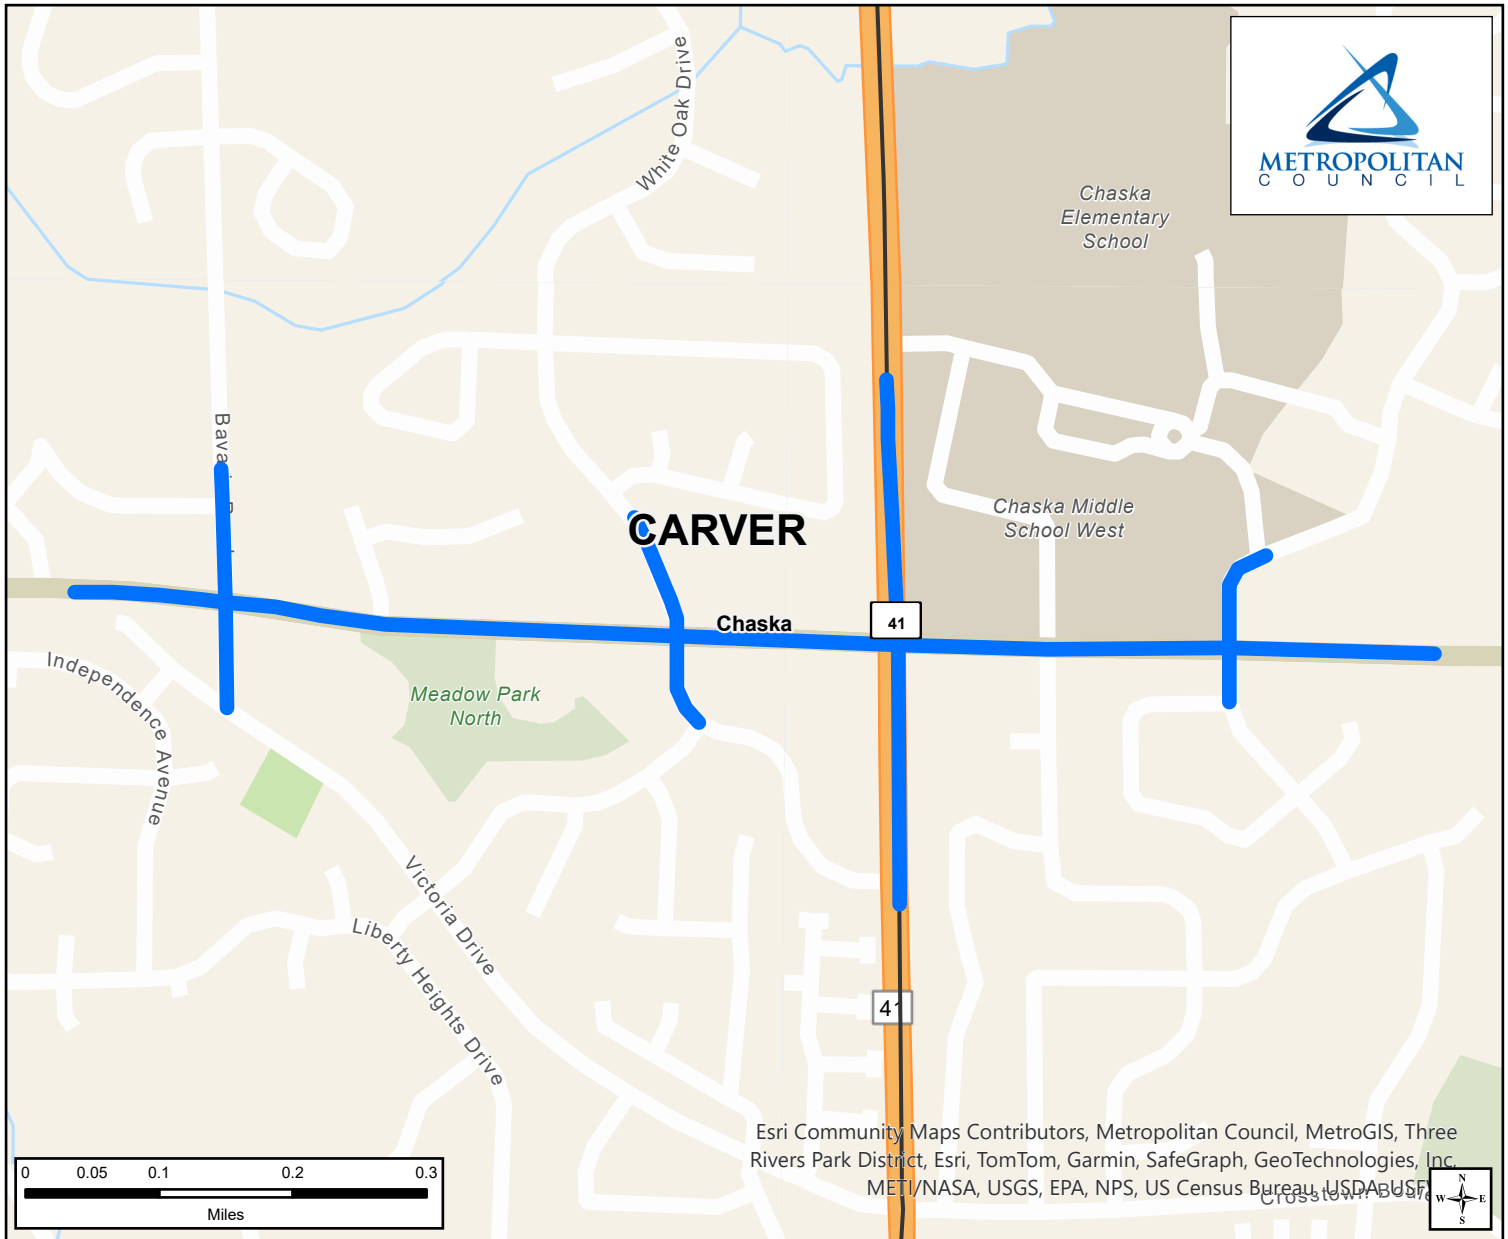 METROPOLITAN
COUNCIL
White Oak Drive
Chaska
Elementary
School
Chaska Middle
School West
CARVER
Chaska
41
Meadow Park
North
Independence Avenue
Victoria Drive
Liberty Heights Drive
41
Esri Community Maps Contributors, Metropolitan Council, MetroGIS, Three
Rivers Park District, Esri, TomTom, Garmin, SafeGraph, GeoTechnologies, Inc,
METI/NASA, USGS, EPA, NPS, US Census Bureau, USDA,
Crosstown
0 0.05 0.1 0.2 0.3
Miles
N
W E
S